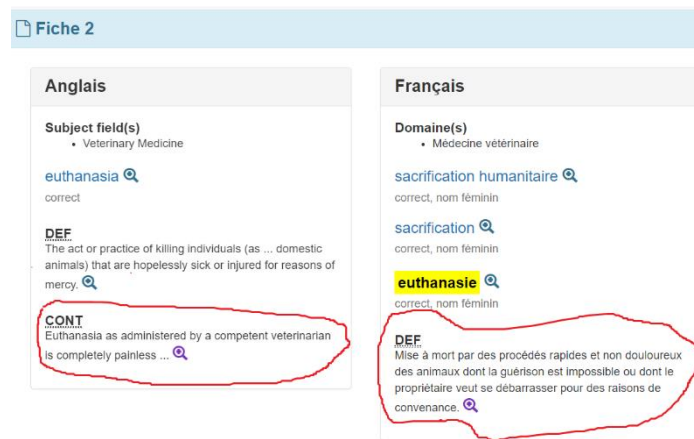 Fiche 2
Anglais
Subject field(s)
• Veterinary Medicine
euthanasia
correct
DEF
The act or practice of killing individuals (as ... domestic
animals) that are hopelessly sick or injured for reasons of
mercy.
CONT
Euthanasia as administered by a competent veterinarian
is completely painless ...
Français
Domaine(s)
• Médecine vétérinaire
sacrification humanitaire
correct, nom féminin
sacrification
correct, nom féminin
euthanasie
correct, nom féminin
DEF
Mise à mort par des procédés rapides et non douloureux
des animaux dont la guérison est impossible ou dont le
propriétaire veut se débarrasser pour des raisons de
convenance.